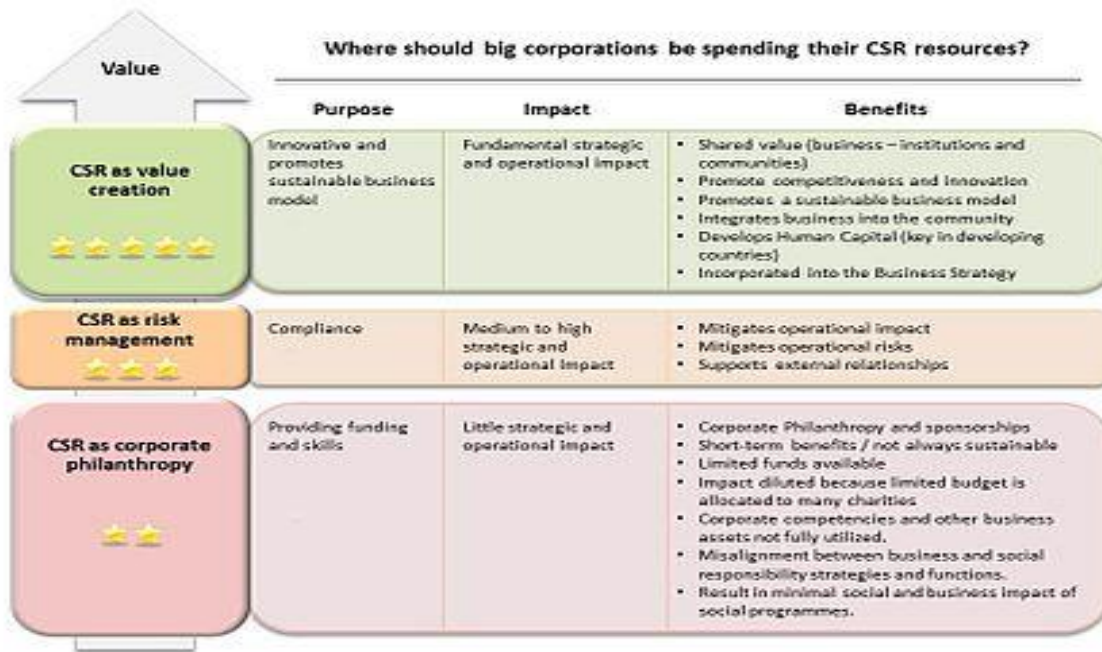 Value
Where should big corporations be spending their CSR resources?
Purpose
Impact
Benefits
CSR as value
creation
Innovative and
promotes
sustainable business
model
Fundamental strategic
and operational impact
• Shared value (business – institutions and
communities)
• Promote competitiveness and innovation
• Promotes a sustainable business model
• Integrates business into the community
• Develops Human Capital (key in developing
countries)
• Incorporated into the Business Strategy
CSR as risk
management
Compliance
Medium to high
strategic and
operational impact
• Mitigates operational impact
• Mitigates operational risks
• Supports external relationships
CSR as corporate
philanthropy
Providing funding
and skills
Little strategic and
operational impact
• Corporate Philanthropy and sponsorships
• Short-term benefits / not always sustainable
• Limited funds available
• Impact diluted because limited budget is
allocated to many charities
• Corporate competencies and other business
assets not fully utilized.
• Misalignment between business and social
responsibility strategies and functions.
• Result in minimal social and business impact of
social programmes.